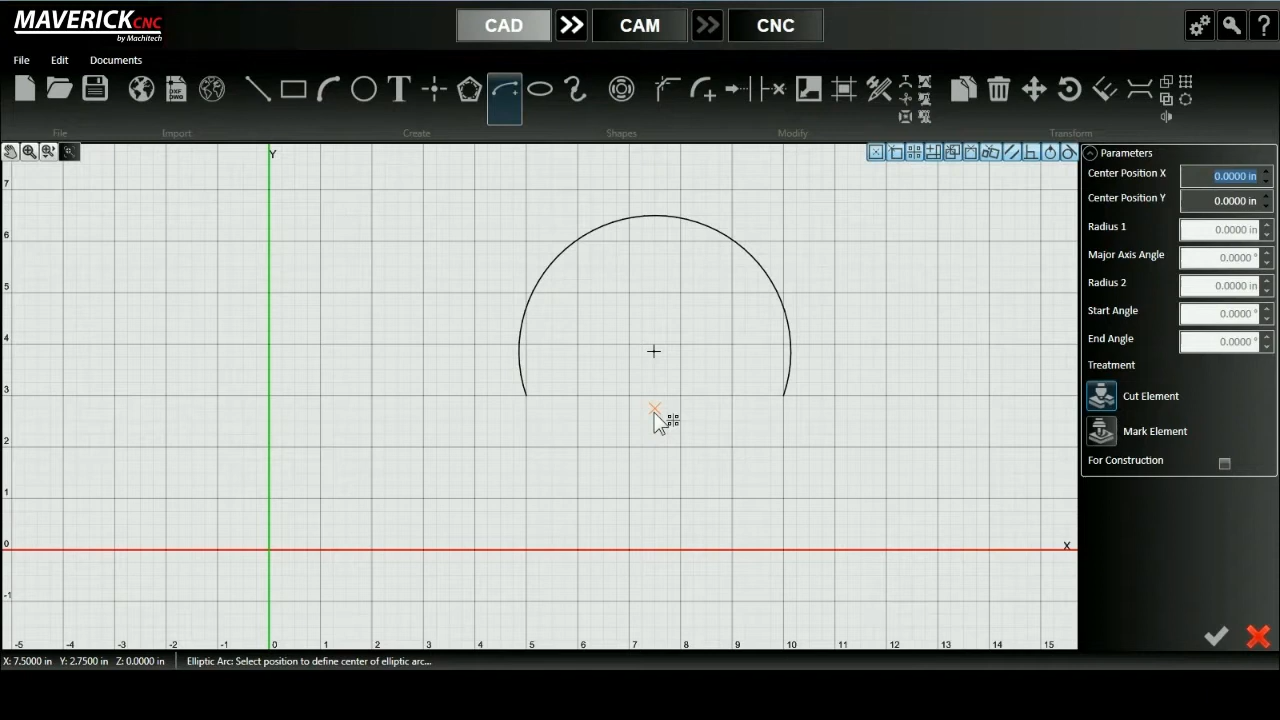 MAVERICK CNC
by Machitech
CAD
CAM
CNC
?
File Edit Documents
DXF
DWG
T
File Import Create Shapes Modify Transform
Y
7
6
5
4
3
2
1
0
-1
X
-5 -4 -3 -2 -1 0 1 2 3 4 5 6 7 8 9 10 11 12 13 14 15
Parameters
Center Position X 0.0000 in
Center Position Y 0.0000 in
Radius 1 0.0000 in
Major Axis Angle 0.0000 °
Radius 2 0.0000 in
Start Angle 0.0000 °
End Angle 0.0000 °
Treatment
Cut Element
Mark Element
For Construction
X: 7.5000 in Y: 2.7500 in Z: 0.0000 in Elliptic Arc: Select position to define center of elliptic arc...